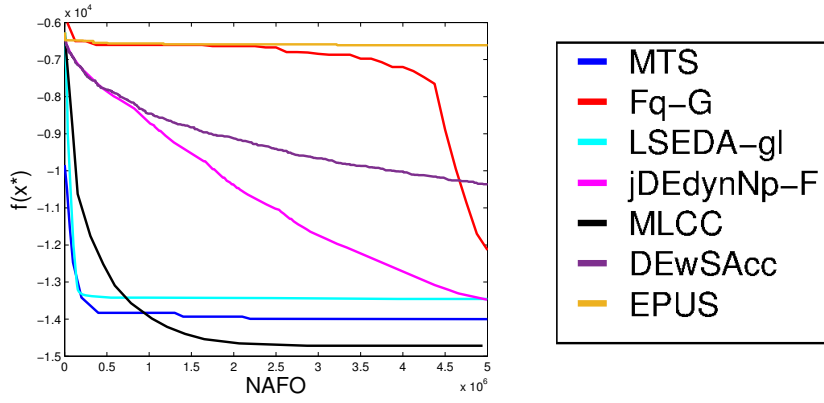 x 10⁴
−0.6
−0.7
−0.8
−0.9
−1
−1.1
−1.2
−1.3
−1.4
−1.5
f(x*)
0 0.5 1 1.5 2 2.5 3 3.5 4 4.5 5
NAFO
x 10⁶
MTS
Fq−G
LSEDA−gl
jDEdynNp−F
MLCC
DEwSAcc
EPUS